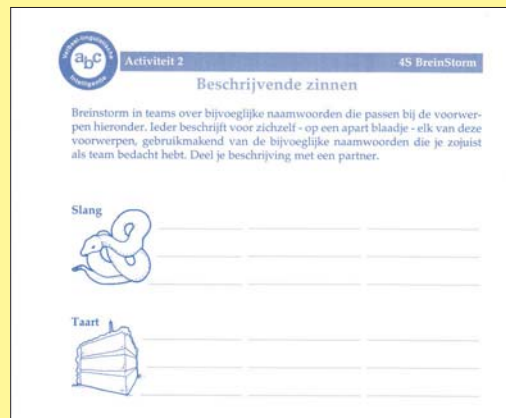 Verbaal-linguïstische
abc
Intelligentie
Activiteit 2
4S BreinStorm
Beschrijvende zinnen
Breinstorm in teams over bijvoeglijke naamwoorden die passen bij de voorwer-
pen hieronder. Ieder beschrijft voor zichzelf - op een apart blaadje - elk van deze
voorwerpen, gebruikmakend van de bijvoeglijke naamwoorden die je zojuist
als team bedacht hebt. Deel je beschrijving met een partner.
Slang
Taart